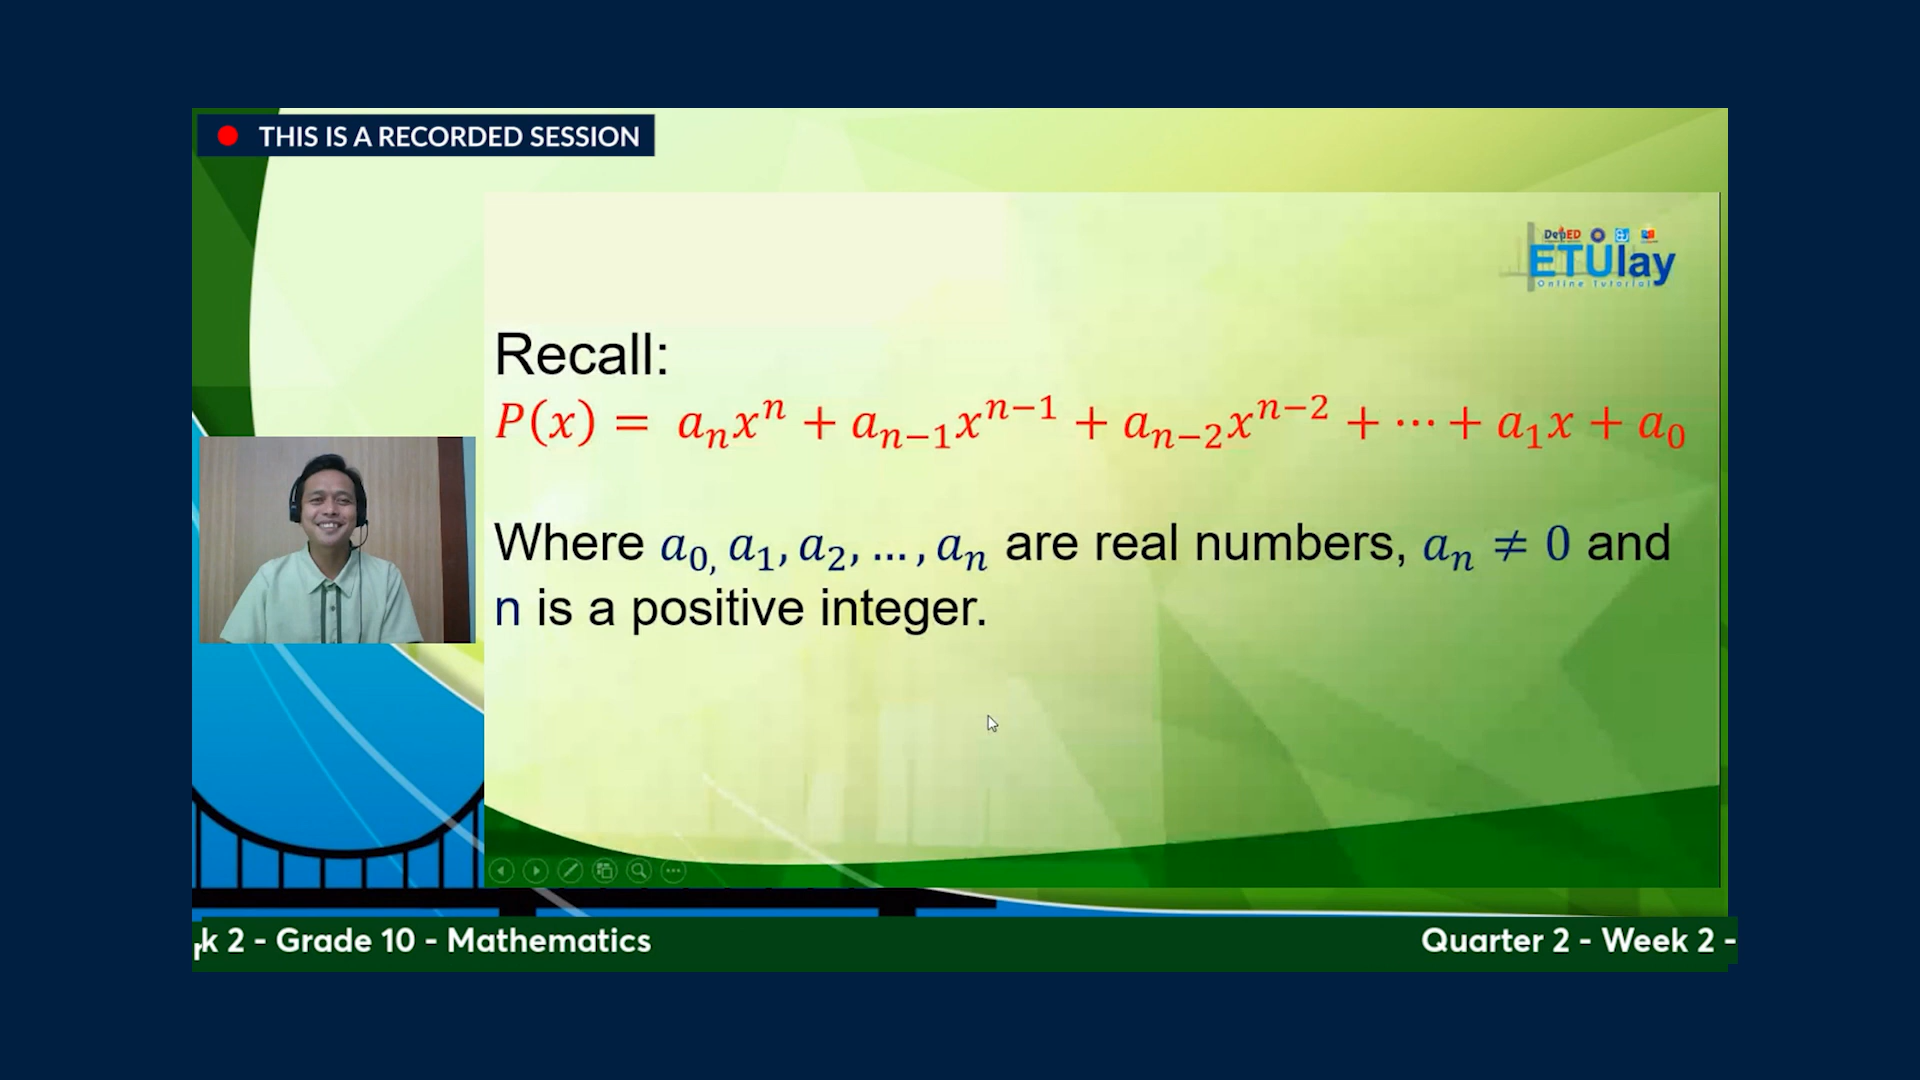 THIS IS A RECORDED SESSION
DepED
ETUlay
Online Tutorial
Recall:
P(x) = aₙxⁿ + aₙ₋₁xⁿ⁻¹ + aₙ₋₂xⁿ⁻² + ⋯ + a₁x + a₀
Where a₀, a₁, a₂, … , aₙ are real numbers, aₙ ≠ 0 and
n is a positive integer.
k 2 - Grade 10 - Mathematics
Quarter 2 - Week 2 -